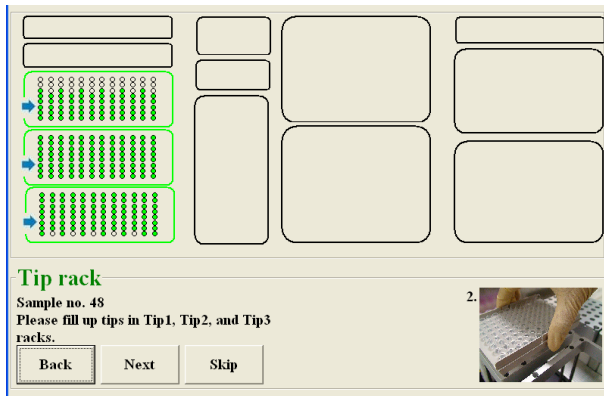 Tip rack
Sample no. 48
Please fill up tips in Tip1, Tip2, and Tip3
racks.
2.
Back Next Skip